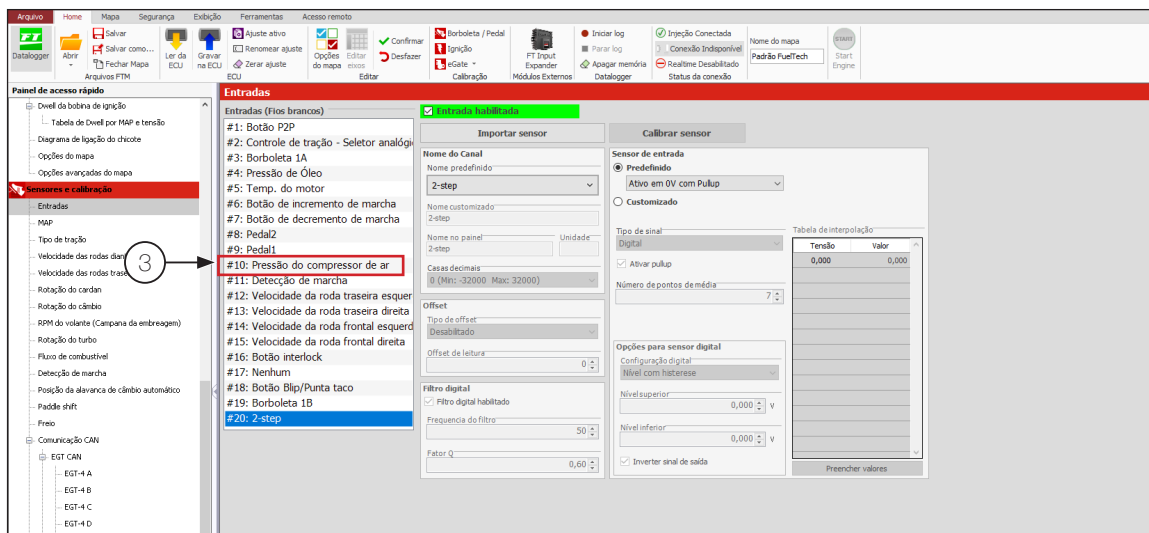 Arquivo Home Mapa Segurança Exibição Ferramentas Acesso remoto
FT
Datalogger
Abrir
Salvar
Salvar como...
Fechar Mapa
Arquivos FTM
Ler da ECU
Gravar na ECU
Ajuste ativo
Renomear ajuste
Zerar ajuste
ECU
Opções do mapa
Editar eixos
Confirmar
Desfazer
Editar
Borboleta / Pedal
Ignição
eGate
Calibração
FT Input Expander
Módulos Externos
Iniciar log
Parar log
Apagar memória
Datalogger
Injeção Conectada
Conexão Indisponível
Realtime Desabilitado
Status da conexão
Nome do mapa
Padrão FuelTech
START
Start Engine
Painel de acesso rápido
Dwell da bobina de ignição
Tabela de Dwell por MAP e tensão
Diagrama de ligação do chicote
Opções do mapa
Opções avançadas do mapa
Sensores e calibração
Entradas
MAP
Tipo de tração
Velocidade das rodas dian
Velocidade das rodas trase
Rotação do cardan
Rotação do câmbio
RPM do volante (Campana da embreagem)
Rotação do turbo
Fluxo de combustível
Detecção de marcha
Posição da alavanca de câmbio automático
Paddle shift
Freio
Comunicação CAN
EGT CAN
EGT-4 A
EGT-4 B
EGT-4 C
EGT-4 D
3
Entradas
Entradas (Fios brancos)
#1: Botão P2P
#2: Controle de tração - Seletor analógi
#3: Borboleta 1A
#4: Pressão de Óleo
#5: Temp. do motor
#6: Botão de incremento de marcha
#7: Botão de decremento de marcha
#8: Pedal2
#9: Pedal1
#10: Pressão do compressor de ar
#11: Detecção de marcha
#12: Velocidade da roda traseira esquer
#13: Velocidade da roda traseira direita
#14: Velocidade da roda frontal esquerd
#15: Velocidade da roda frontal direita
#16: Botão interlock
#17: Nenhum
#18: Botão Blip/Punta taco
#19: Borboleta 1B
#20: 2-step
Entrada habilitada
Importar sensor
Nome do Canal
Nome predefinido
2-step
Nome customizado
2-step
Nome no painel Unidade
2-step
Casas decimais
0 (Min: -32000 Max: 32000)
Offset
Tipo de offset
Desabilitado
Offset de leitura
0
Filtro digital
Filtro digital habilitado
Frequencia do filtro
50
Fator Q
0,60
Calibrar sensor
Sensor de entrada
Predefinido
Ativo em 0V com Pullup
Customizado
Tipo de sinal
Digital
Ativar pullup
Número de pontos de média
7
Opções para sensor digital
Configuração digital
Nível com histerese
Nível superior
0,000 V
Nível inferior
0,000 V
Inverter sinal de saída
Tabela de interpolação
Tensão Valor
0,000 0,000
Preencher valores